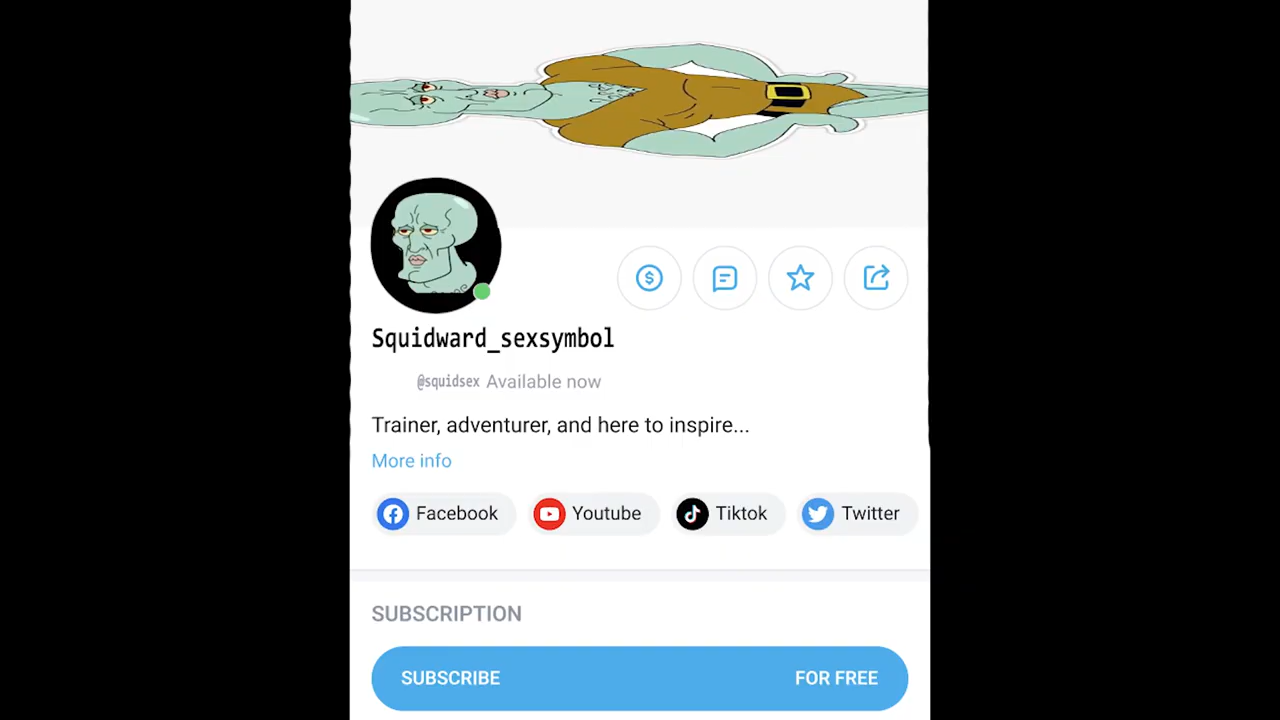 Squidward_sexsymbol
@squidsex Available now
Trainer, adventurer, and here to inspire...
More info
Facebook Youtube Tiktok Twitter
SUBSCRIPTION
SUBSCRIBE FOR FREE